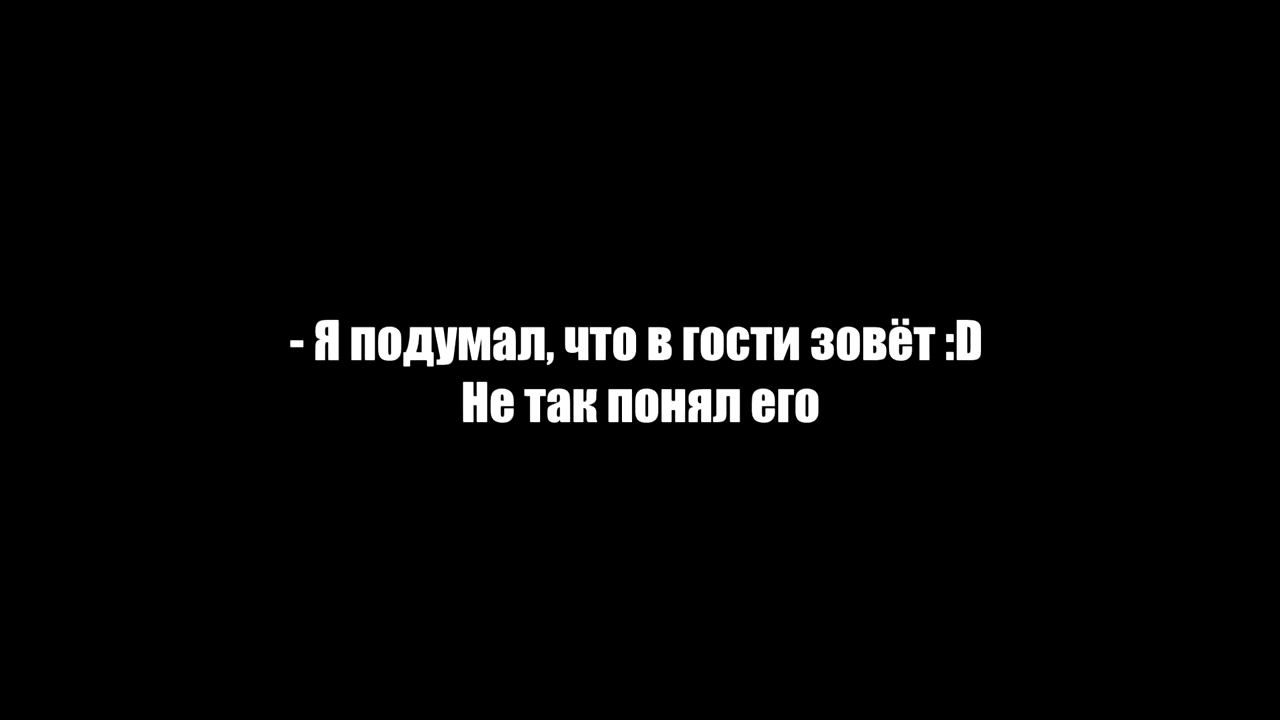 - Я подумал, что в гости зовёт :D
Не так понял его